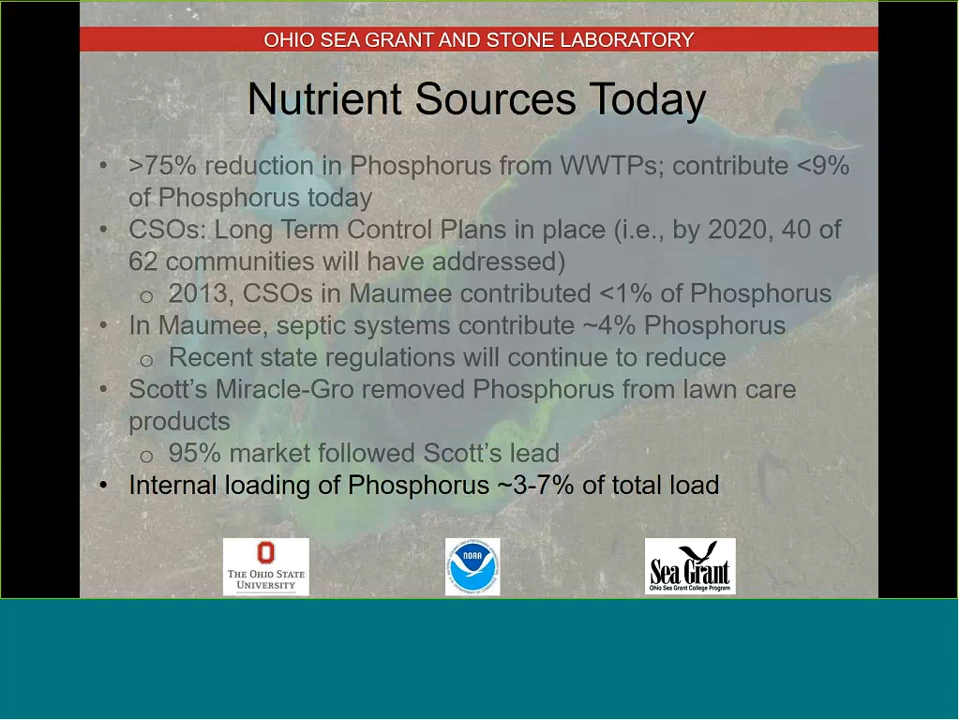 OHIO SEA GRANT AND STONE LABORATORY
Nutrient Sources Today
• >75% reduction in Phosphorus from WWTPs; contribute <9%
of Phosphorus today
• CSOs: Long Term Control Plans in place (i.e., by 2020, 40 of
62 communities will have addressed)
o 2013, CSOs in Maumee contributed <1% of Phosphorus
• In Maumee, septic systems contribute ~4% Phosphorus
o Recent state regulations will continue to reduce
• Scott's Miracle-Gro removed Phosphorus from lawn care
products
o 95% market followed Scott's lead
• Internal loading of Phosphorus ~3-7% of total load
THE OHIO STATE
UNIVERSITY
NOAA
Sea Grant
Ohio Sea Grant College Program